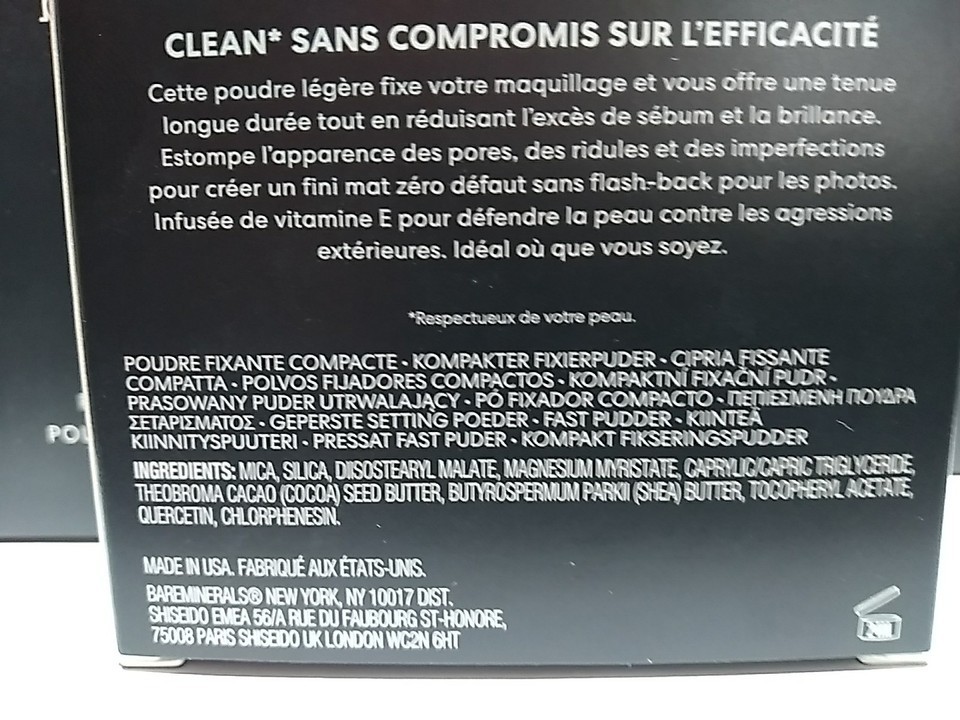 CLEAN* SANS COMPROMIS SUR L'EFFICACITÉ
Cette poudre légère fixe votre maquillage et vous offre une tenue
longue durée tout en réduisant l'excès de sébum et la brillance.
Estompe l'apparence des pores, des ridules et des imperfections
pour créer un fini mat zéro défaut sans flash-back pour les photos.
Infusée de vitamine E pour défendre la peau contre les agressions
extérieures. Idéal où que vous soyez.
*Respectueux de votre peau.
POUDRE FIXANTE COMPACTE • KOMPAKTER FIXIERPUDER • CIPRIA FISSANTE
COMPATTA • POLVOS FIJADORES COMPACTOS • KOMPAKTNÍ FIXAČNÍ PUDR •
PRASOWANY PUDER UTRWALAJĄCY • PÓ FIXADOR COMPACTO • ΠΕΠΙΕΣΜΕΝΗ ΠΟΥΔΡΑ
ΣΕΤΑΡΙΣΜΑΤΟΣ • GEPERSTE SETTING POEDER • FAST PUDDER • KIINTEÄ
KIINNITYSPUUTERI • PRESSAT FAST PUDER • KOMPAKT FIKSERINGSPUDDER
INGREDIENTS: MICA, SILICA, DIISOSTEARYL MALATE, MAGNESIUM MYRISTATE, CAPRYLIC/CAPRIC TRIGLYCERIDE,
THEOBROMA CACAO (COCOA) SEED BUTTER, BUTYROSPERMUM PARKII (SHEA) BUTTER, TOCOPHERYL ACETATE,
QUERCETIN, CHLORPHENESIN.
MADE IN USA. FABRIQUÉ AUX ÉTATS-UNIS.
BAREMINERALS® NEW YORK, NY 10017 DIST.
SHISEIDO EMEA 56/A RUE DU FAUBOURG ST-HONORE,
75008 PARIS SHISEIDO UK LONDON WC2N 6HT
POU